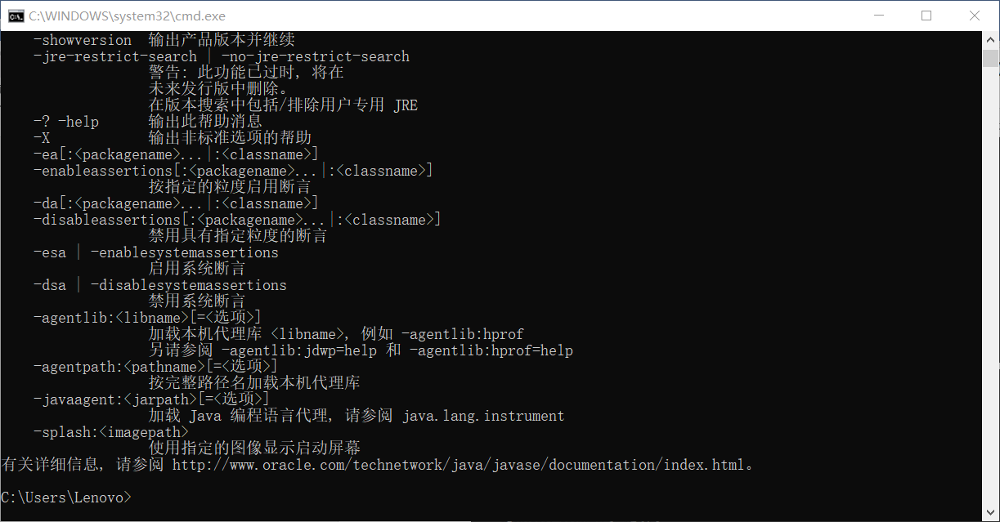 C:\WINDOWS\system32\cmd.exe
-showversion 输出产品版本并继续
-jre-restrict-search | -no-jre-restrict-search
警告: 此功能已过时, 将在
未来发行版中删除。
在版本搜索中包括/排除用户专用 JRE
-? -help 输出此帮助消息
-X 输出非标准选项的帮助
-ea[:<packagename>...|:<classname>]
-enableassertions[:<packagename>...|:<classname>]
按指定的粒度启用断言
-da[:<packagename>...|:<classname>]
-disableassertions[:<packagename>...|:<classname>]
禁用具有指定粒度的断言
-esa | -enablesystemassertions
启用系统断言
-dsa | -disablesystemassertions
禁用系统断言
-agentlib:<libname>[=<选项>]
加载本机代理库 <libname>, 例如 -agentlib:hprof
另请参阅 -agentlib:jdwp=help 和 -agentlib:hprof=help
-agentpath:<pathname>[=<选项>]
按完整路径名加载本机代理库
-javaagent:<jarpath>[=<选项>]
加载 Java 编程语言代理, 请参阅 java.lang.instrument
-splash:<imagepath>
使用指定的图像显示启动屏幕
有关详细信息, 请参阅 http://www.oracle.com/technetwork/java/javase/documentation/index.html。
C:\Users\Lenovo>